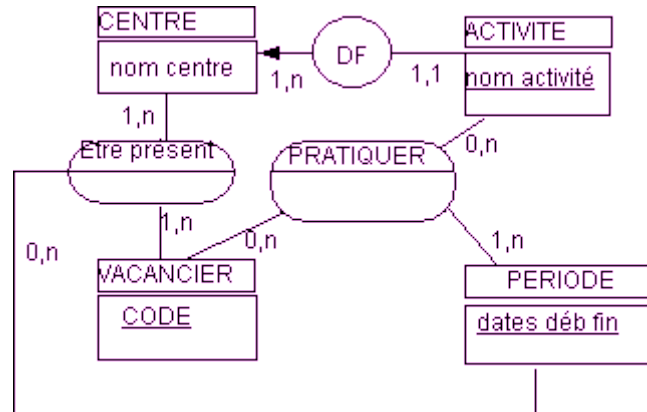 CENTRE
ACTIVITE
nom centre
DF
nom activité
1,n
1,1
1,n
0,n
Etre présent
PRATIQUER
0,n
1,n
0,n
1,n
VACANCIER
PERIODE
CODE
dates déb fin